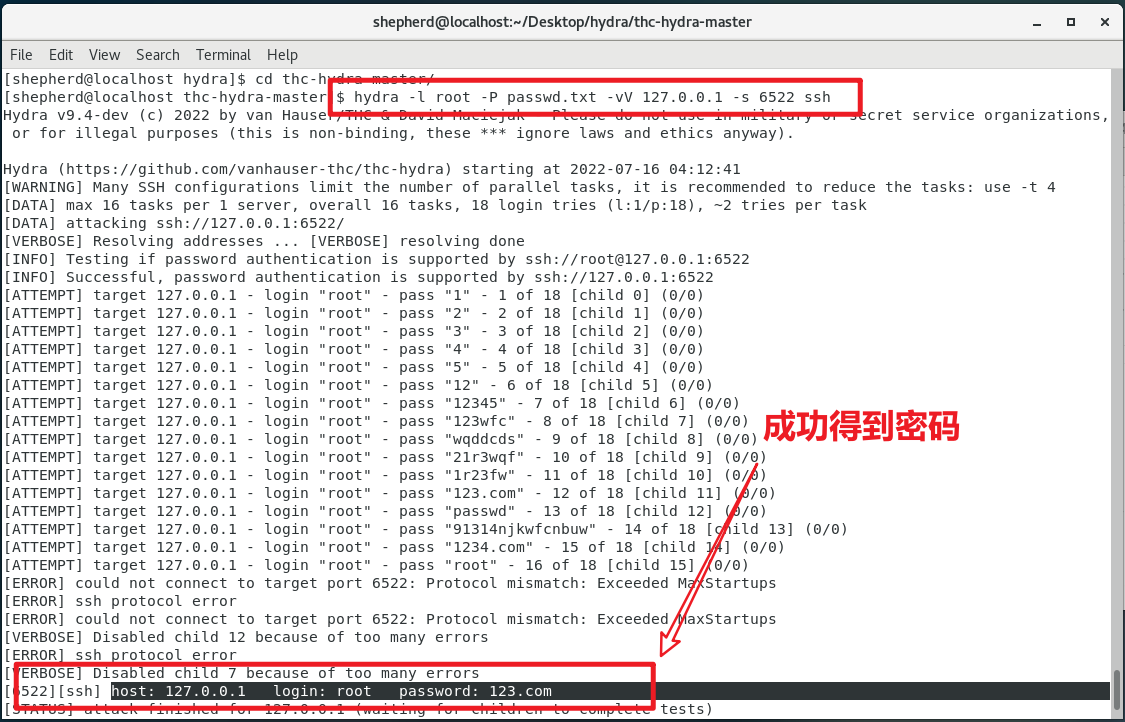 shepherd@localhost:~/Desktop/hydra/thc-hydra-master
File Edit View Search Terminal Help
[shepherd@localhost hydra]$ cd thc-hydra-master/
[shepherd@localhost thc-hydra-master]$ hydra -l root -P passwd.txt -vV 127.0.0.1 -s 6522 ssh
Hydra v9.4-dev (c) 2022 by van Hauser/THC & David Maciejak - Please do not use in military or secret service organizations,
 or for illegal purposes (this is non-binding, these *** ignore laws and ethics anyway).
Hydra (https://github.com/vanhauser-thc/thc-hydra) starting at 2022-07-16 04:12:41
[WARNING] Many SSH configurations limit the number of parallel tasks, it is recommended to reduce the tasks: use -t 4
[DATA] max 16 tasks per 1 server, overall 16 tasks, 18 login tries (l:1/p:18), ~2 tries per task
[DATA] attacking ssh://127.0.0.1:6522/
[VERBOSE] Resolving addresses ... [VERBOSE] resolving done
[INFO] Testing if password authentication is supported by ssh://root@127.0.0.1:6522
[INFO] Successful, password authentication is supported by ssh://127.0.0.1:6522
[ATTEMPT] target 127.0.0.1 - login "root" - pass "1" - 1 of 18 [child 0] (0/0)
[ATTEMPT] target 127.0.0.1 - login "root" - pass "2" - 2 of 18 [child 1] (0/0)
[ATTEMPT] target 127.0.0.1 - login "root" - pass "3" - 3 of 18 [child 2] (0/0)
[ATTEMPT] target 127.0.0.1 - login "root" - pass "4" - 4 of 18 [child 3] (0/0)
[ATTEMPT] target 127.0.0.1 - login "root" - pass "5" - 5 of 18 [child 4] (0/0)
[ATTEMPT] target 127.0.0.1 - login "root" - pass "12" - 6 of 18 [child 5] (0/0)
[ATTEMPT] target 127.0.0.1 - login "root" - pass "12345" - 7 of 18 [child 6] (0/0)
[ATTEMPT] target 127.0.0.1 - login "root" - pass "123wfc" - 8 of 18 [child 7] (0/0)
[ATTEMPT] target 127.0.0.1 - login "root" - pass "wqddcds" - 9 of 18 [child 8] (0/0)
成功得到密码
[ATTEMPT] target 127.0.0.1 - login "root" - pass "21r3wqf" - 10 of 18 [child 9] (0/0)
[ATTEMPT] target 127.0.0.1 - login "root" - pass "1r23fw" - 11 of 18 [child 10] (0/0)
[ATTEMPT] target 127.0.0.1 - login "root" - pass "123.com" - 12 of 18 [child 11] (0/0)
[ATTEMPT] target 127.0.0.1 - login "root" - pass "passwd" - 13 of 18 [child 12] (0/0)
[ATTEMPT] target 127.0.0.1 - login "root" - pass "91314njkwfcnbuw" - 14 of 18 [child 13] (0/0)
[ATTEMPT] target 127.0.0.1 - login "root" - pass "1234.com" - 15 of 18 [child 14] (0/0)
[ATTEMPT] target 127.0.0.1 - login "root" - pass "root" - 16 of 18 [child 15] (0/0)
[ERROR] could not connect to target port 6522: Protocol mismatch: Exceeded MaxStartups
[ERROR] ssh protocol error
[ERROR] could not connect to target port 6522: Protocol mismatch: Exceeded MaxStartups
[VERBOSE] Disabled child 12 because of too many errors
[ERROR] ssh protocol error
[VERBOSE] Disabled child 7 because of too many errors
[6522][ssh] host: 127.0.0.1   login: root   password: 123.com
[STATUS] attack finished for 127.0.0.1 (waiting for children to complete tests)